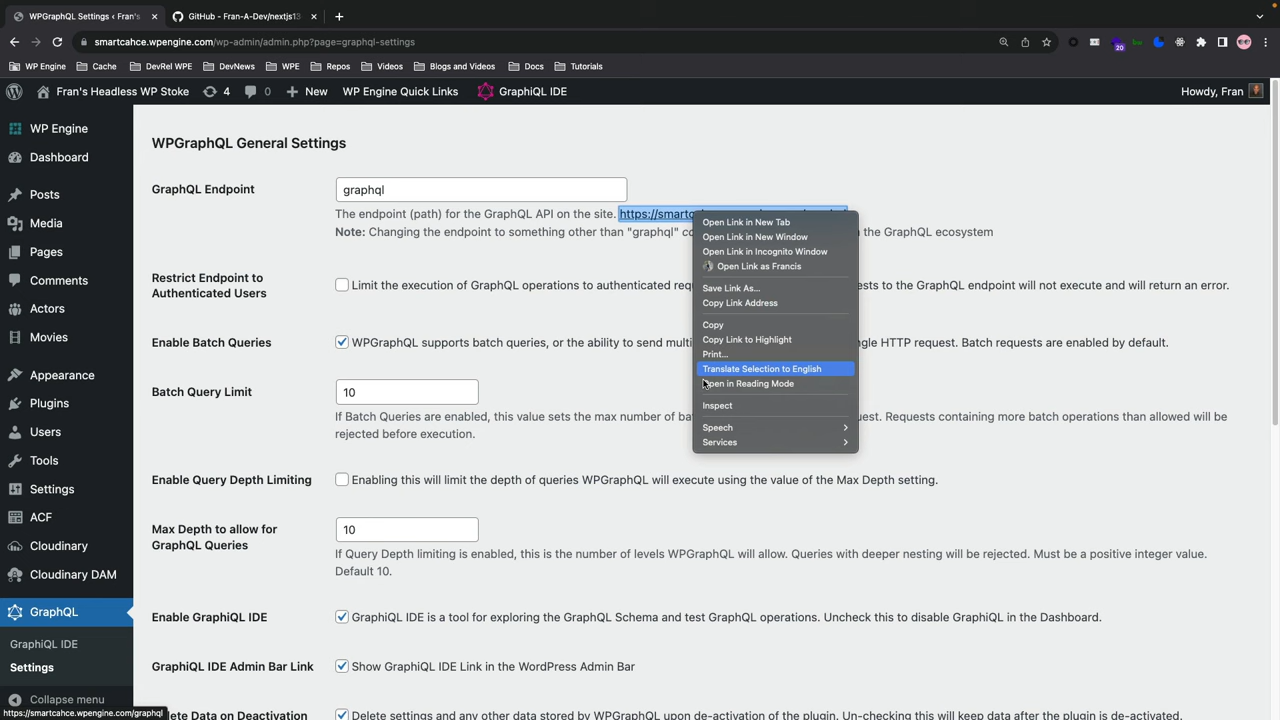 WPGraphQL Settings ‹ Fran's
GitHub - Fran-A-Dev/nextjs13
smartcahce.wpengine.com/wp-admin/admin.php?page=graphql-settings
20
WP Engine
Cache
DevRel WPE
DevNews
WPE
Repos
Videos
Blogs and Videos
Docs
Tutorials
Fran's Headless WP Stoke
4
0
New
WP Engine Quick Links
GraphiQL IDE
Howdy, Fran
WP Engine
Dashboard
Posts
Media
Pages
Comments
Actors
Movies
Appearance
Plugins
Users
Tools
Settings
ACF
Cloudinary
Cloudinary DAM
GraphQL
GraphiQL IDE
Settings
Collapse menu
https://smartcahce.wpengine.com/graphql
WPGraphQL General Settings
GraphQL Endpoint
graphql
The endpoint (path) for the GraphQL API on the site. https://smartc
Note: Changing the endpoint to something other than "graphql" the GraphQL ecosystem
Restrict Endpoint to
Authenticated Users
Limit the execution of GraphQL operations to authenticated requ ests to the GraphQL endpoint will not execute and will return an error.
Enable Batch Queries
WPGraphQL supports batch queries, or the ability to send multi gle HTTP request. Batch requests are enabled by default.
Batch Query Limit
10
If Batch Queries are enabled, this value sets the max number of bat uest. Requests containing more batch operations than allowed will be
rejected before execution.
Enable Query Depth Limiting
Enabling this will limit the depth of queries WPGraphQL will execute using the value of the Max Depth setting.
Max Depth to allow for
GraphQL Queries
10
If Query Depth limiting is enabled, this is the number of levels WPGraphQL will allow. Queries with deeper nesting will be rejected. Must be a positive integer value.
Default 10.
Enable GraphiQL IDE
GraphiQL IDE is a tool for exploring the GraphQL Schema and test GraphQL operations. Uncheck this to disable GraphiQL in the Dashboard.
GraphiQL IDE Admin Bar Link
Show GraphiQL IDE Link in the WordPress Admin Bar
lete Data on Deactivation
Delete settings and any other data stored by WPGraphQL upon de-activation of the plugin. Un-checking this will keep data after the plugin is de-activated.
Open Link in New Tab
Open Link in New Window
Open Link in Incognito Window
Open Link as Francis
Save Link As...
Copy Link Address
Copy
Copy Link to Highlight
Print...
Translate Selection to English
Open in Reading Mode
Inspect
Speech
Services